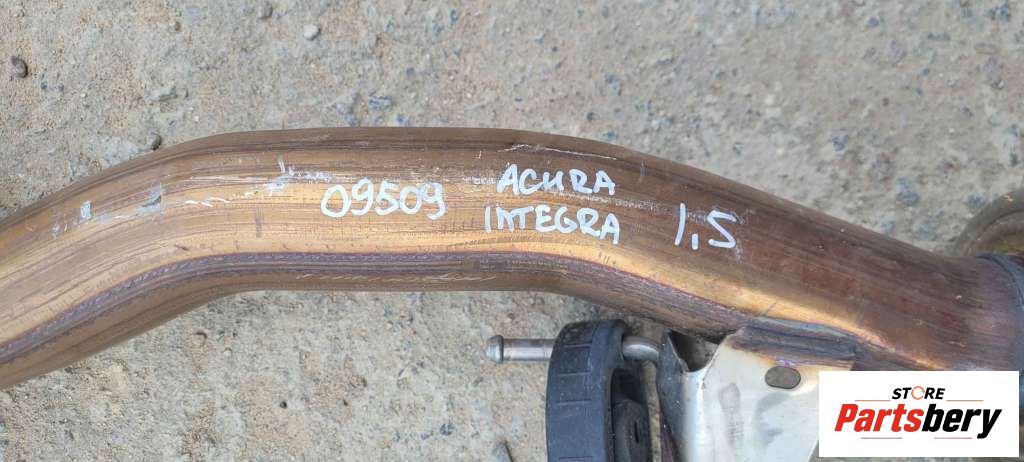 09509
ACURA
INTEGRA
1,5
STORE
Partsbery